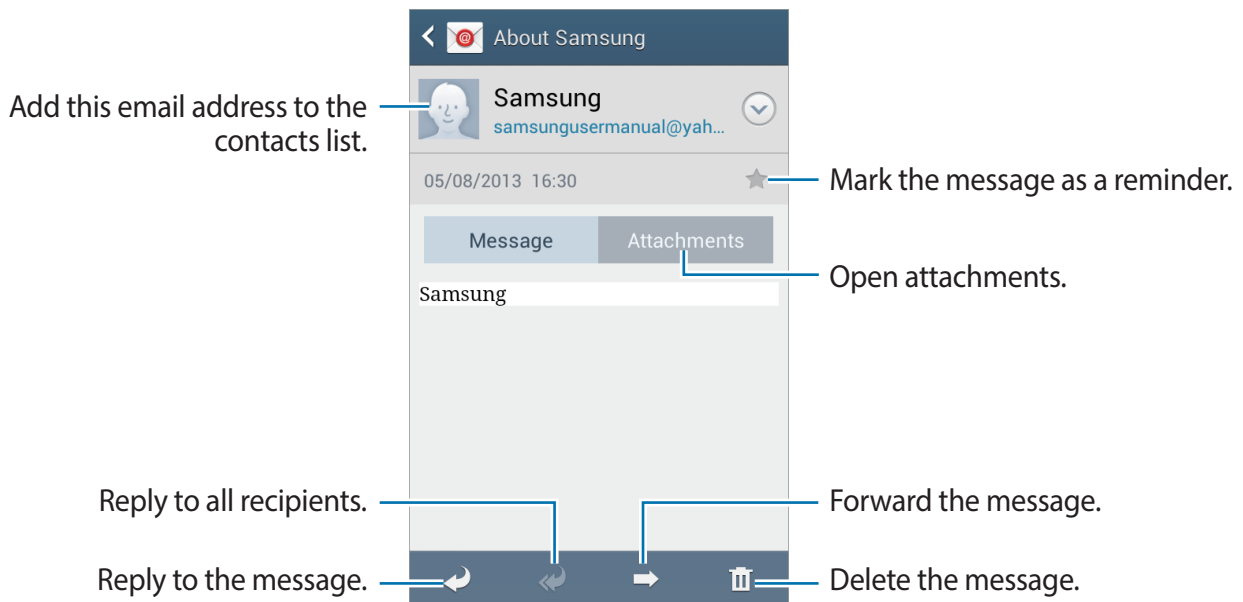 About Samsung
Add this email address to the
contacts list.
Samsung
samsungusermanual@yah...
05/08/2013 16:30
Mark the message as a reminder.
Message
Attachments
Open attachments.
Samsung
Reply to all recipients.
Forward the message.
Reply to the message.
Delete the message.